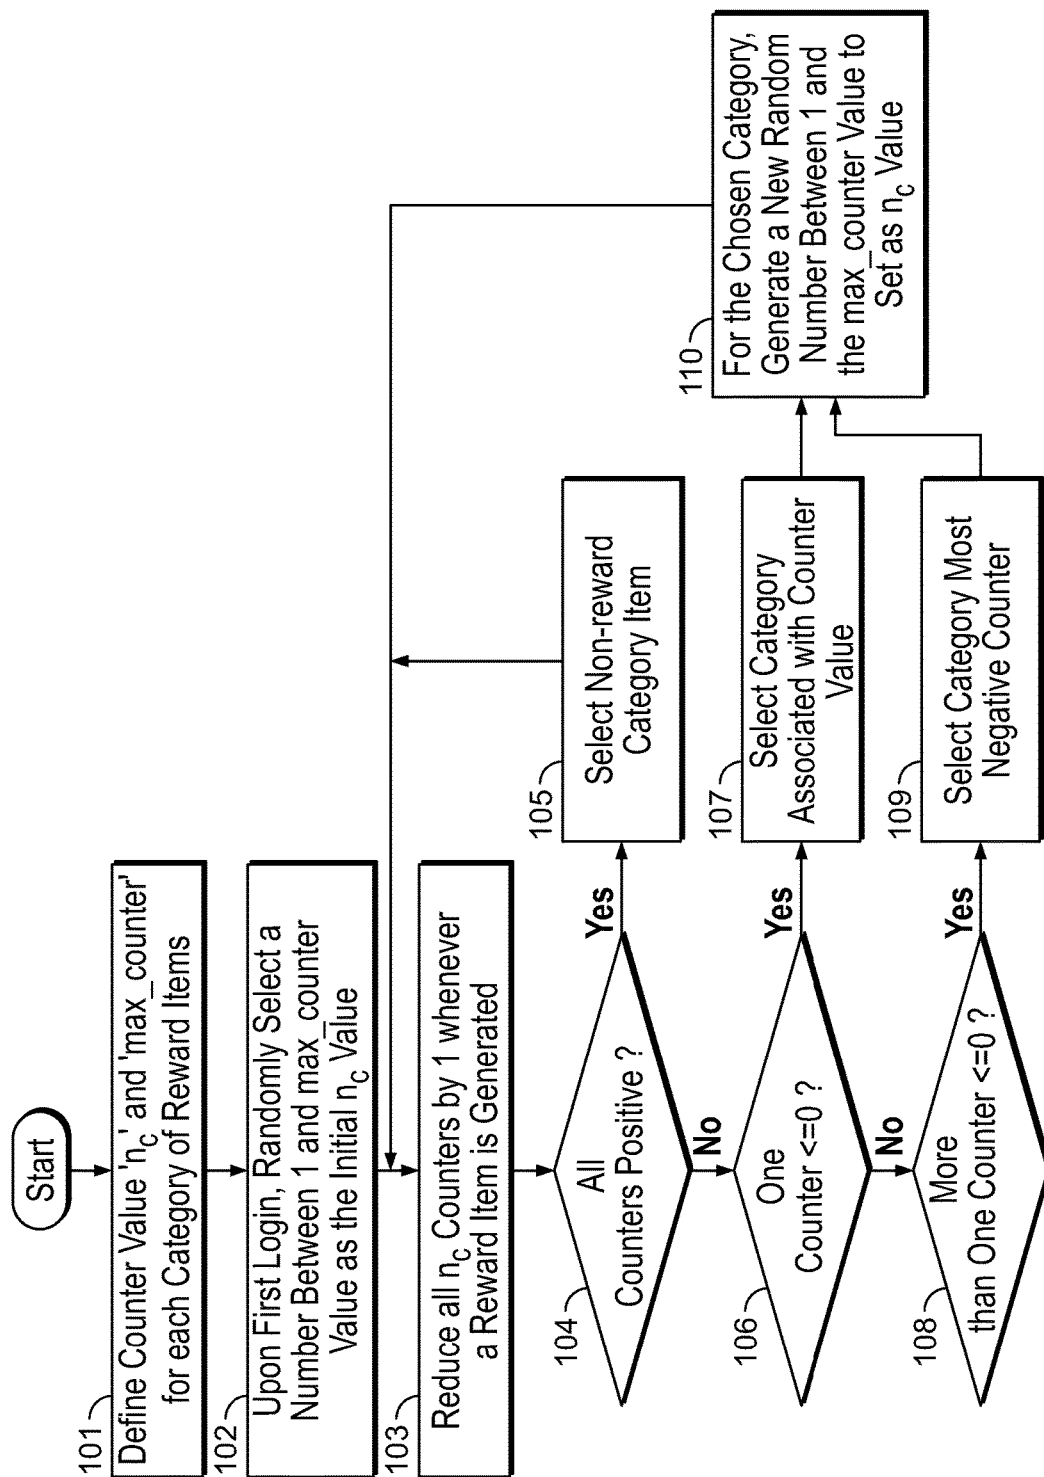 Start
101
Define Counter Value 'nc' and 'max_counter'
for each Category of Reward Items
102
Upon First Login, Randomly Select a
Number Between 1 and max_counter
Value as the Initial nc Value
103
Reduce all nc Counters by 1 whenever
a Reward Item is Generated
104
All
Counters Positive ?
Yes
No
105
Select Non-reward
Category Item
106
One
Counter <=0 ?
Yes
No
107
Select Category
Associated with Counter
Value
108
More
than One Counter <=0 ?
Yes
109
Select Category Most
Negative Counter
110
For the Chosen Category,
Generate a New Random
Number Between 1 and
the max_counter Value to
Set as nc Value